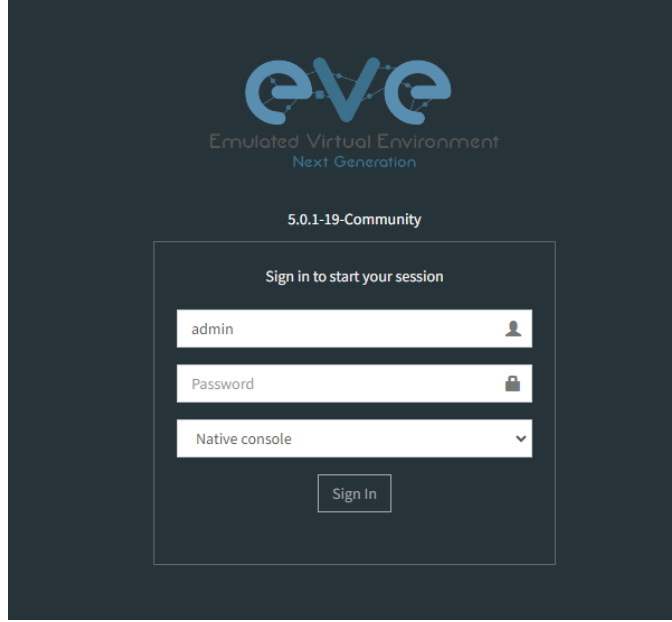 eve
Emulated Virtual Environment
Next Generation
5.0.1-19-Community
Sign in to start your session
admin
Password
Native console
Sign In